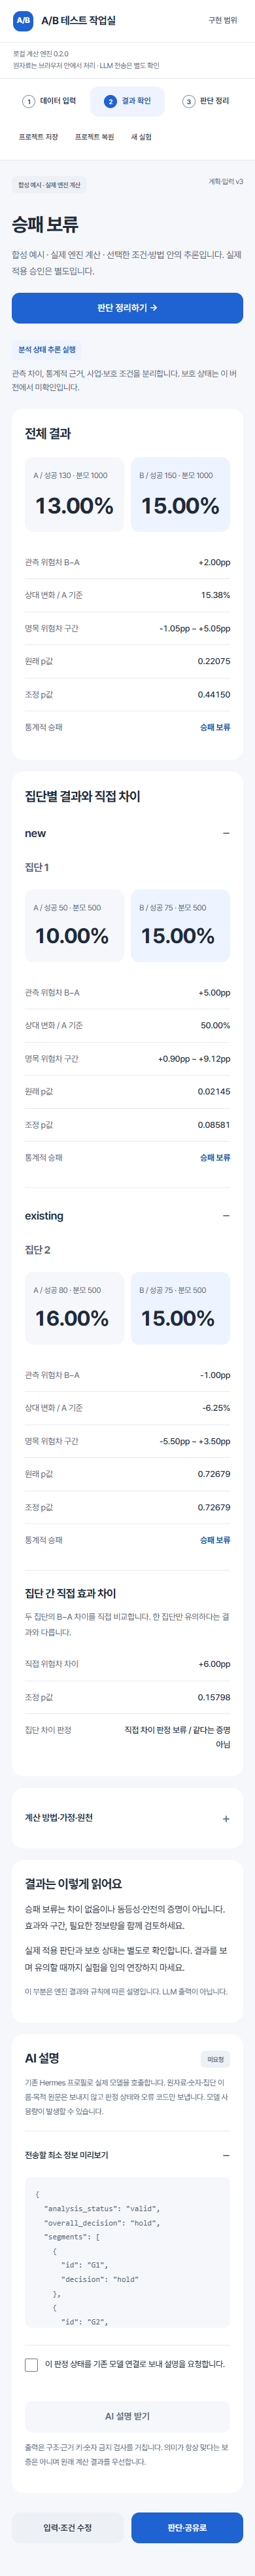 A/B
A/B 테스트 작업실
구현 범위
로컬 계산 엔진 0.2.0
원자료는 브라우저 안에서 처리 · LLM 전송은 별도 확인
1 데이터 입력
2 결과 확인
3 판단 정리
프로젝트 저장
프로젝트 복원
새 실험
합성 예시 · 실제 엔진 계산
계획·입력 v3
승패 보류
합성 예시 · 실제 엔진 계산 · 선택한 조건·방법 안의 추론입니다. 실제
적용 승인은 별도입니다.
판단 정리하기 →
분석 상태 추론 실행
관측 차이, 통계적 근거, 사업·보호 조건을 분리합니다. 보호 상태는 이 버
전에서 미확인입니다.
전체 결과
A / 성공 130 · 분모 1000
13.00%
B / 성공 150 · 분모 1000
15.00%
관측 위험차 B−A
+2.00pp
상대 변화 / A 기준
15.38%
명목 위험차 구간
-1.05pp – +5.05pp
원래 p값
0.22075
조정 p값
0.44150
통계적 승패
승패 보류
집단별 결과와 직접 차이
new
−
집단 1
A / 성공 50 · 분모 500
10.00%
B / 성공 75 · 분모 500
15.00%
관측 위험차 B−A
+5.00pp
상대 변화 / A 기준
50.00%
명목 위험차 구간
+0.90pp – +9.12pp
원래 p값
0.02145
조정 p값
0.08581
통계적 승패
승패 보류
existing
−
집단 2
A / 성공 80 · 분모 500
16.00%
B / 성공 75 · 분모 500
15.00%
관측 위험차 B−A
-1.00pp
상대 변화 / A 기준
-6.25%
명목 위험차 구간
-5.50pp – +3.50pp
원래 p값
0.72679
조정 p값
0.72679
통계적 승패
승패 보류
집단 간 직접 효과 차이
두 집단의 B−A 차이를 직접 비교합니다. 한 집단만 유의하다는 결
과와 다릅니다.
직접 위험차 차이
+6.00pp
조정 p값
0.15798
집단 차이 판정
직접 차이 판정 보류 / 같다는 증명
아님
계산 방법·가정·원천
+
결과는 이렇게 읽어요
승패 보류는 차이 없음이나 동등성·안전의 증명이 아닙니다.
효과와 구간, 필요한 정보량을 함께 검토하세요.
실제 적용 판단과 보호 상태는 별도로 확인합니다. 결과를 보
며 유의할 때까지 실험을 임의 연장하지 마세요.
이 부분은 엔진 결과와 규칙에 따른 설명입니다. LLM 출력이 아닙니다.
AI 설명
미요청
기존 Hermes 프로필로 실제 모델을 호출합니다. 원자료·숫자·집단 이
름·목적 원문은 보내지 않고 판정 상태와 오류 코드만 보냅니다. 모델 사
용량이 발생할 수 있습니다.
전송할 최소 정보 미리보기
−
{
"analysis_status": "valid",
"overall_decision": "hold",
"segments": [
{
"id": "G1",
"decision": "hold"
},
{
"id": "G2",
이 판정 상태를 기존 모델 연결로 보내 설명을 요청합니다.
AI 설명 받기
출력은 구조·근거 키·숫자 금지 검사를 거칩니다. 의미가 항상 맞다는 보
증은 아니며 원래 계산 결과를 우선합니다.
입력·조건 수정
판단·공유로